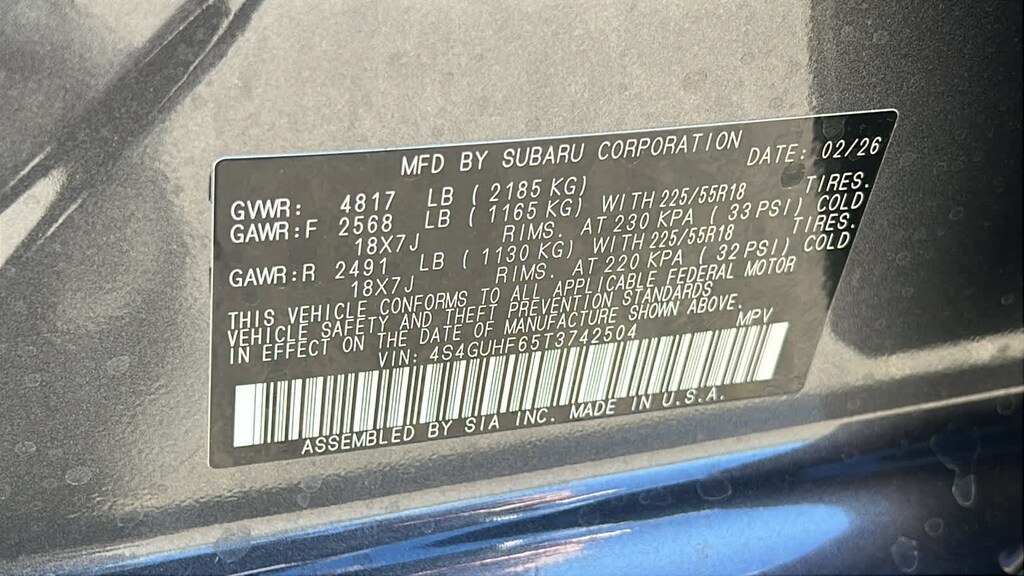 MFD BY SUBARU CORPORATION DATE: 02/26
GVWR: 4817 LB ( 2185 KG)
GAWR:F 2568 LB ( 1165 KG) WITH 225/55R18 TIRES.
18X7J RIMS. AT 230 KPA ( 33 PSI) COLD
GAWR:R 2491 LB ( 1130 KG) WITH 225/55R18 TIRES.
18X7J RIMS. AT 220 KPA ( 32 PSI) COLD
THIS VEHICLE CONFORMS TO ALL APPLICABLE FEDERAL MOTOR
VEHICLE SAFETY AND THEFT PREVENTION STANDARDS
IN EFFECT ON THE DATE OF MANUFACTURE SHOWN ABOVE.
VIN: 4S4GUHF65T3742504 MPV
ASSEMBLED BY SIA INC. MADE IN U.S.A.